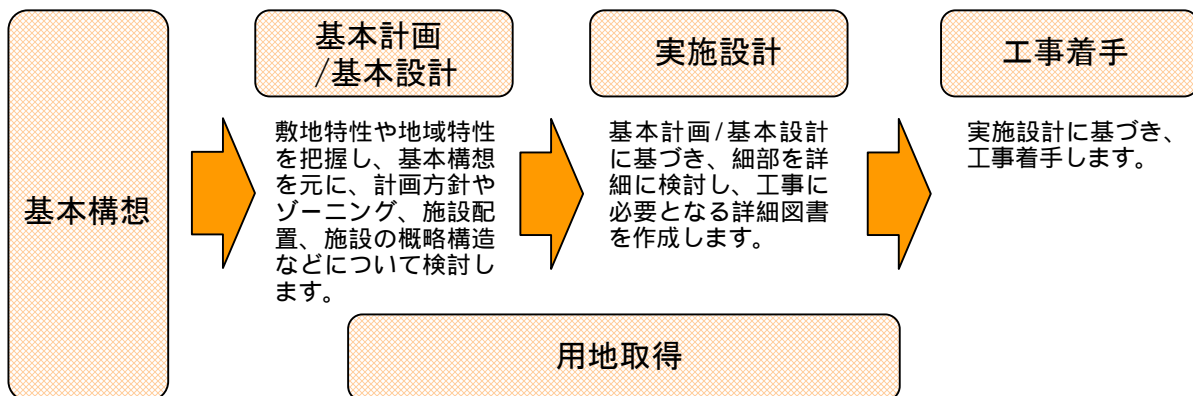 基本構想
基本計画
/基本設計
敷地特性や地域特性
を把握し、基本構想
を元に、計画方針や
ゾーニング、施設配
置、施設の概略構造
などについて検討し
ます。
実施設計
基本計画/基本設計
に基づき、細部を詳
細に検討し、工事に
必要となる詳細図書
を作成します。
工事着手
実施設計に基づき、
工事着手します。
用地取得